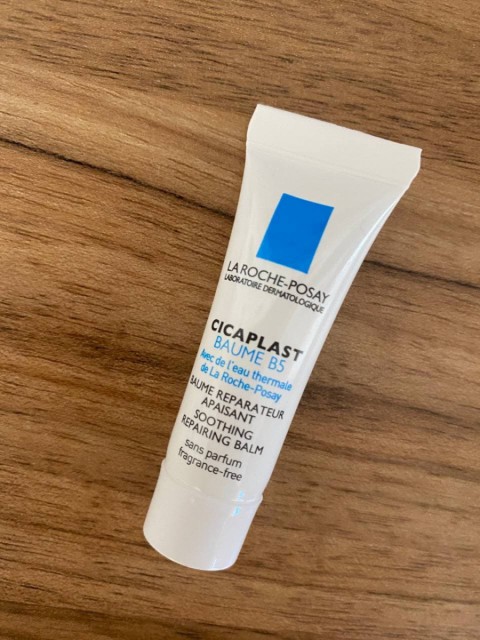 LA ROCHE-POSAY
LABORATOIRE DERMATOLOGIQUE
CICAPLAST
BAUME B5
Avec de l'eau thermale
de La Roche-Posay
BAUME REPARATEUR
APAISANT
SOOTHING
REPAIRING BALM
sans parfum
fragrance-free